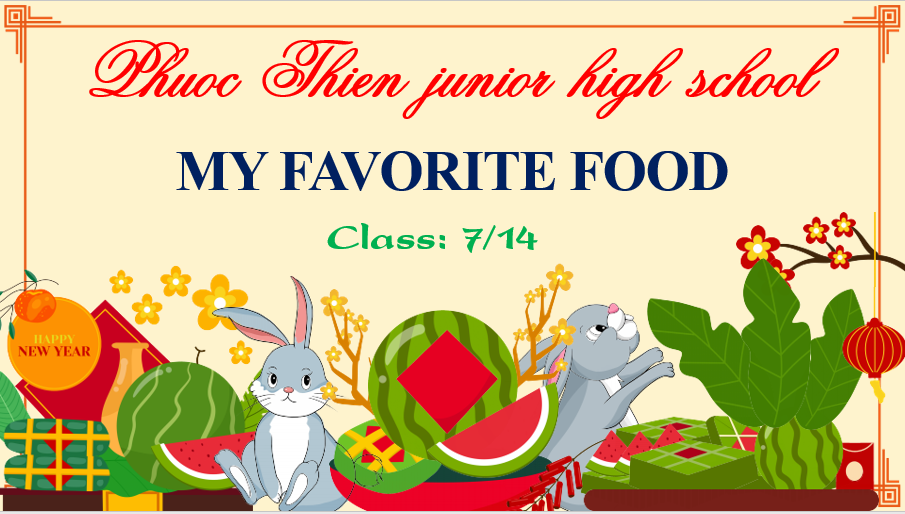 Phuoc Thien junior high school
MY FAVORITE FOOD
Class: 7/14
HAPPY
NEW YEAR